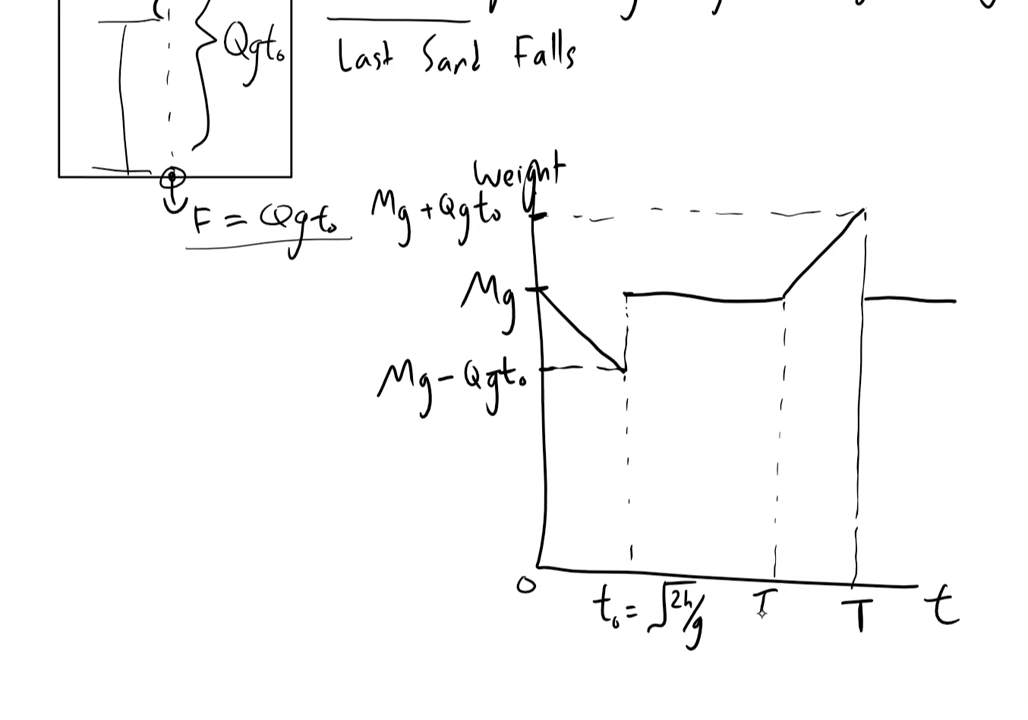 Qgt₀
Last Sand Falls
F = Qgt₀
Weight
Mg + Qgt₀
Mg
Mg - Qgt₀
0
t₀ = √2h/g
T
T
t